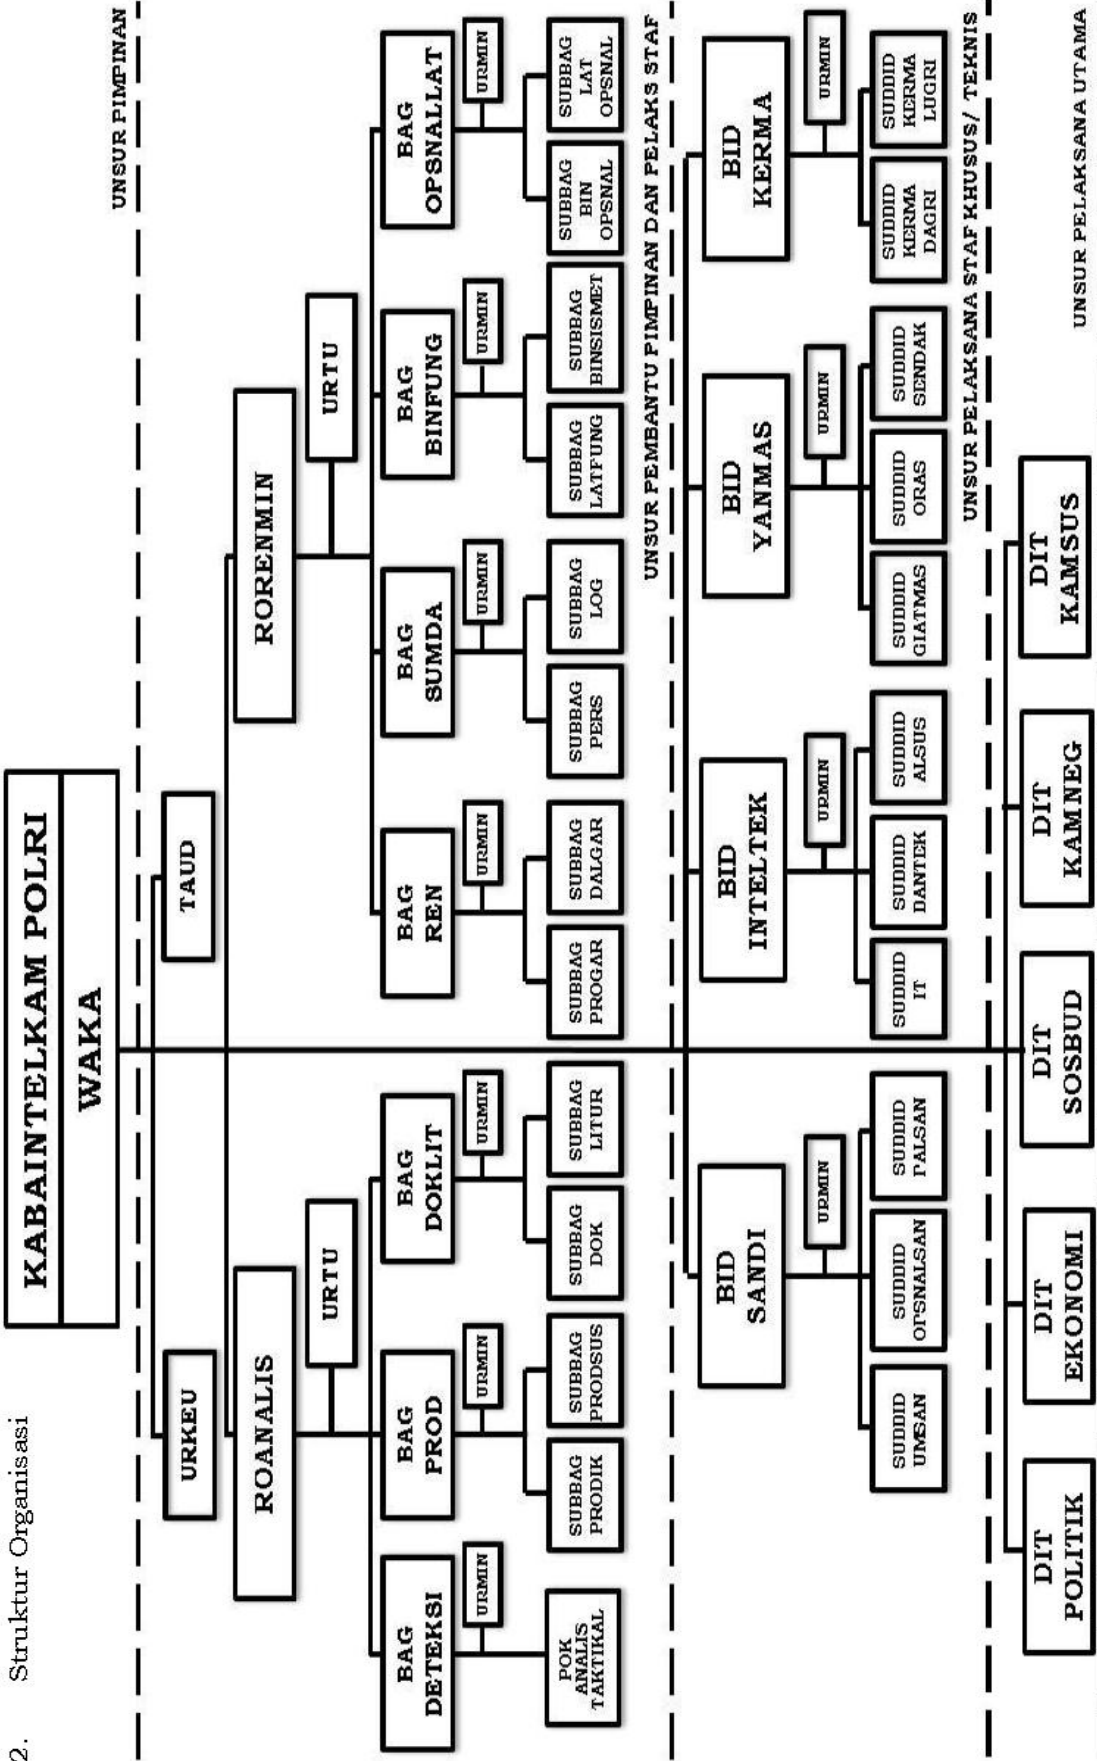 2. Struktur Organisasi
KABAINTELKAM POLRI
WAKA
UNSUR PIMPINAN
URKEU
TAUD
ROANALIS
RORENMIN
URTU
URTU
BAG
DETEKSI
BAG
PROD
BAG
DOKLIT
BAG
REN
BAG
SUMDA
BAG
BINFUNG
BAG
OPSNALLAT
URMIN
URMIN
URMIN
URMIN
URMIN
URMIN
URMIN
POK
ANALIS
TAKTIKAL
SUBBAG
PRODIK
SUBBAG
PRODSUS
SUBBAG
DOK
SUBBAG
LITUR
SUBBAG
PROGAR
SUBBAG
DALGAR
SUBBAG
PERS
SUBBAG
LOG
SUBBAG
LATFUNG
SUBBAG
BINSISMET
SUBBAG
BIN
OPSNAL
SUBBAG
LAT
OPSNAL
UNSUR PEMBANTU PIMPINAN DAN PELAKS STAF
BID
SANDI
BID
INTELTEK
BID
YANMAS
BID
KERMA
URMIN
URMIN
URMIN
URMIN
SUDDID
UMSAN
SUDDID
OPSNALSAN
SUDDID
PALSAN
SUDDID
IT
SUDDID
DANTEK
SUDDID
ALSUS
SUDDID
GIATMAS
SUDDID
ORAS
SUDDID
SENDAK
SUDDID
KERMA
DAGRI
SUDDID
KERMA
LUGRI
UNSUR PELAKSANA STAF KHUSUS/ TEKNIS
DIT
POLITIK
DIT
EKONOMI
DIT
SOSBUD
DIT
KAMNEG
DIT
KAMSUS
UNSUR PELAKSANA UTAMA